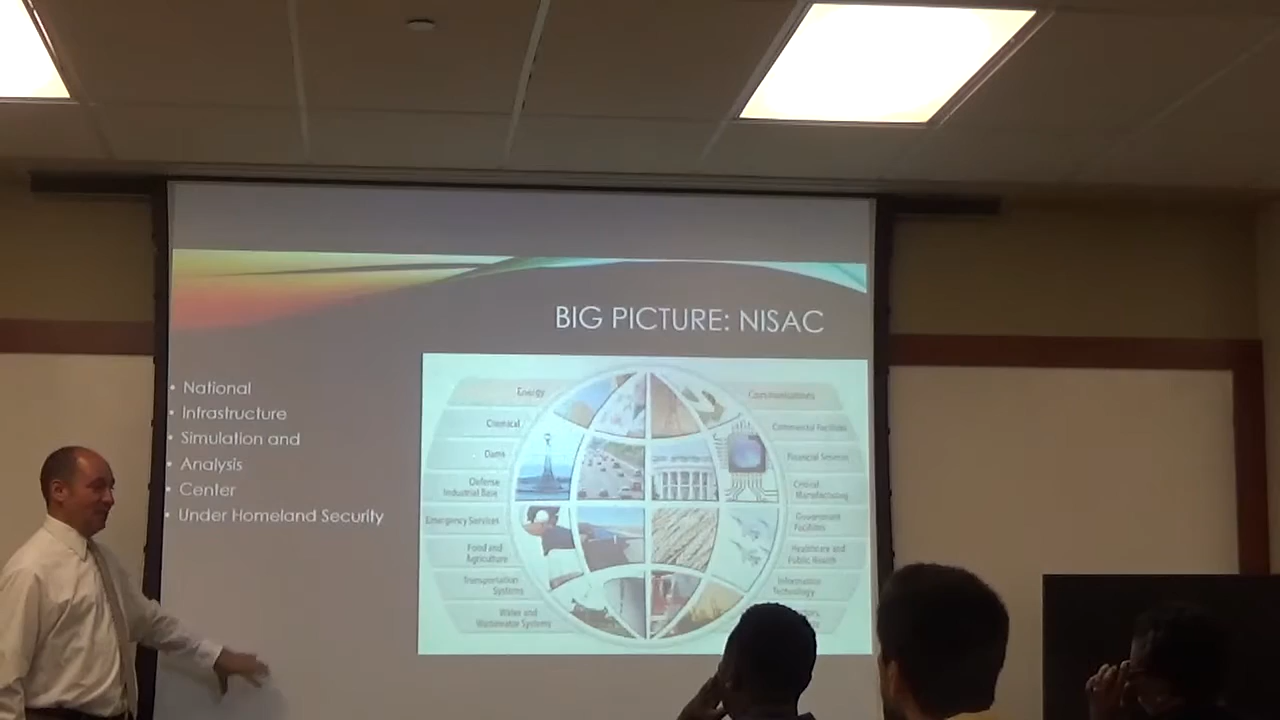 BIG PICTURE: NISAC
• National
• Infrastructure
• Simulation and
• Analysis
• Center
• Under Homeland Security
Energy
Chemical
Dams
Defense
Industrial Base
Emergency Services
Food and
Agriculture
Transportation
Systems
Water and
Wastewater Systems
Communications
Commercial Facilities
Financial Services
Critical
Manufacturing
Government
Facilities
Healthcare and
Public Health
Information
Technology